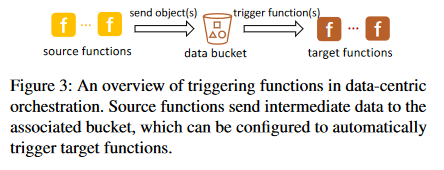 send object(s) trigger function(s)
f ... f f ... f
source functions data bucket target functions
Figure 3: An overview of triggering functions in data-centric
orchestration. Source functions send intermediate data to the
associated bucket, which can be configured to automatically
trigger target functions.